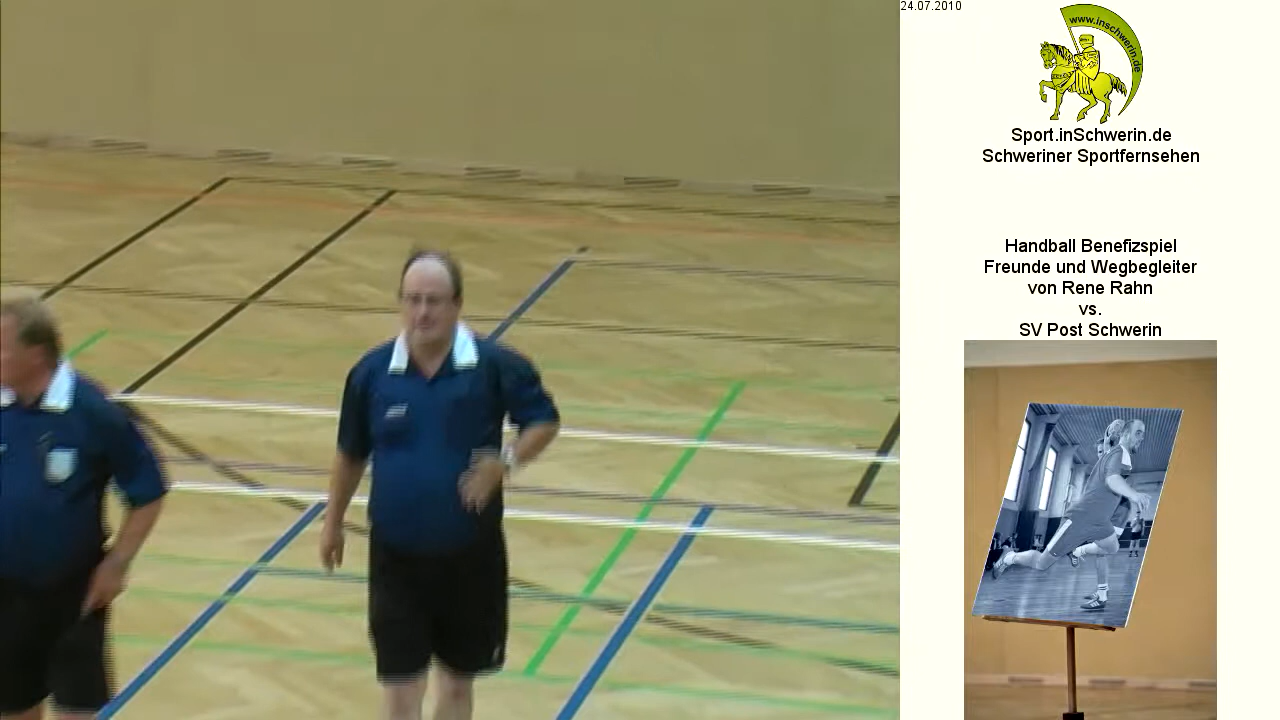 24.07.2010
www.inschwerin.de
Sport.inSchwerin.de
Schweriner Sportfernsehen
Handball Benefizspiel
Freunde und Wegbegleiter
von Rene Rahn
vs.
SV Post Schwerin